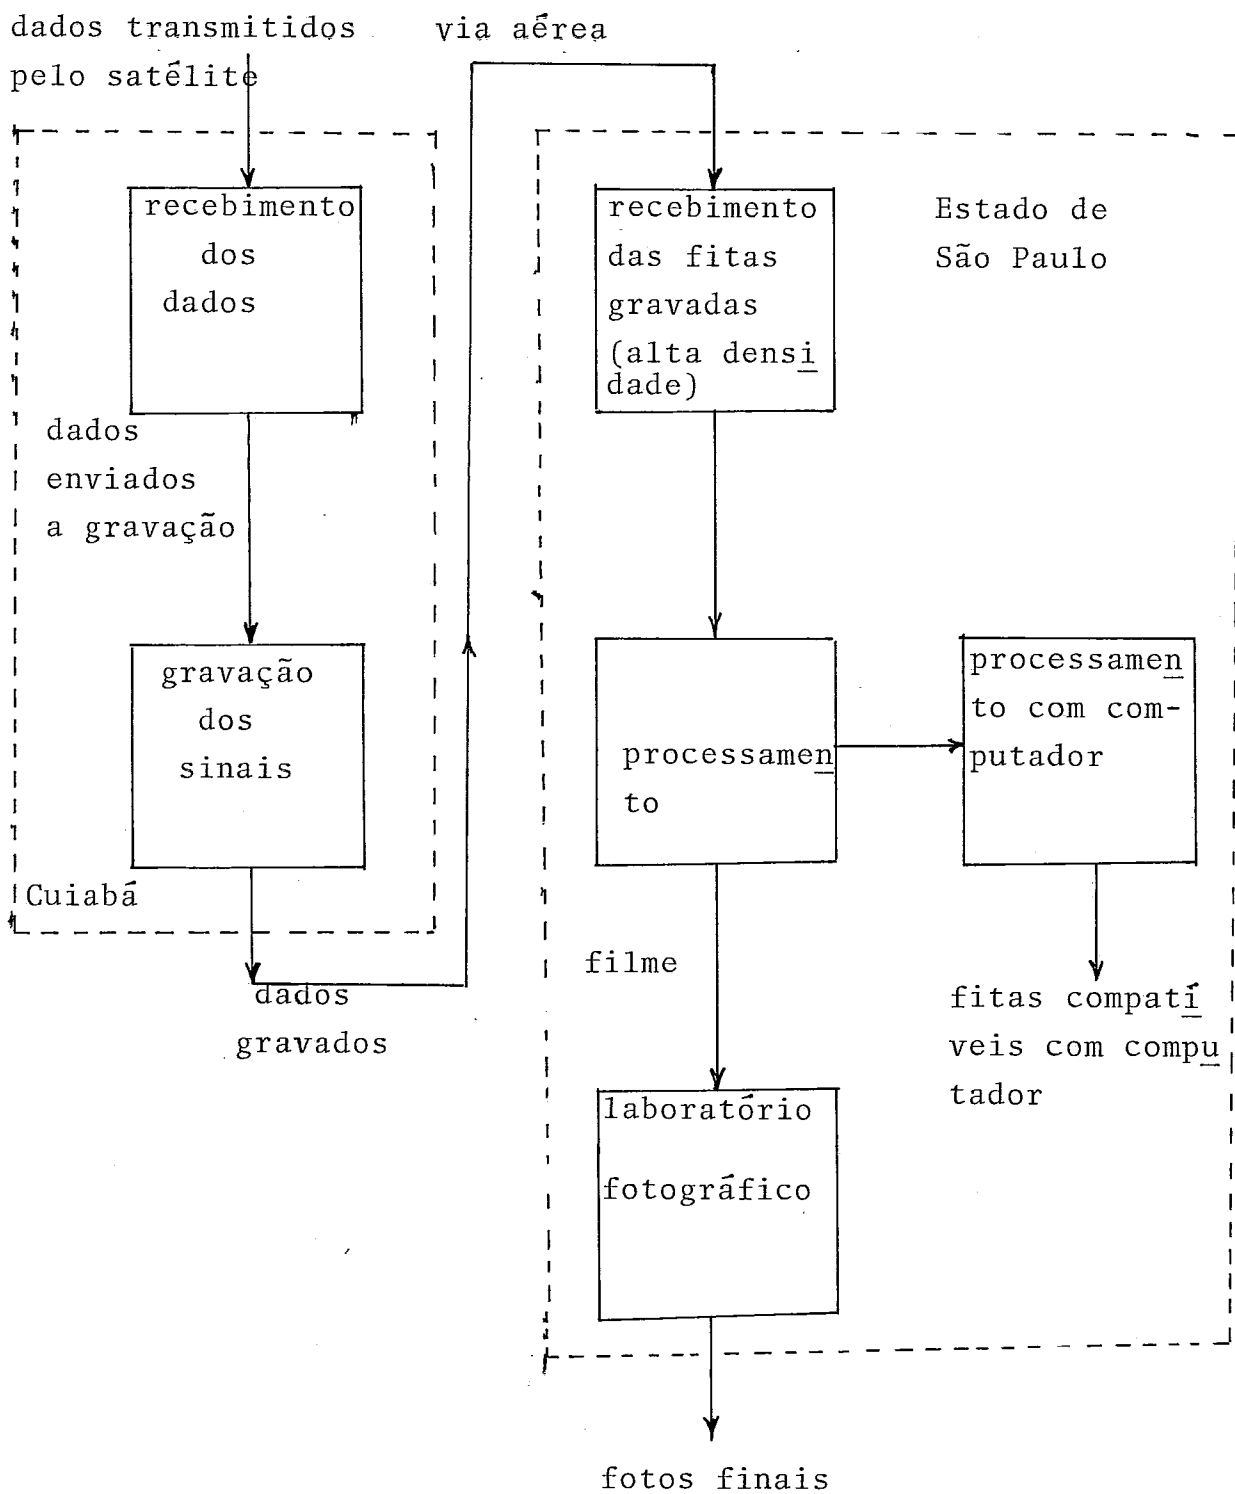 dados transmitidos
pelo satélite
via aérea
recebimento
dos
dados
dados
enviados
a gravação
gravação
dos
sinais
Cuiabá
dados
gravados
Estado de
São Paulo
recebimento
das fitas
gravadas
(alta densi
dade)
processamen
to
processamen
to com com-
putador
filme
fitas compatí
veis com compu
tador
laboratório
fotográfico
fotos finais